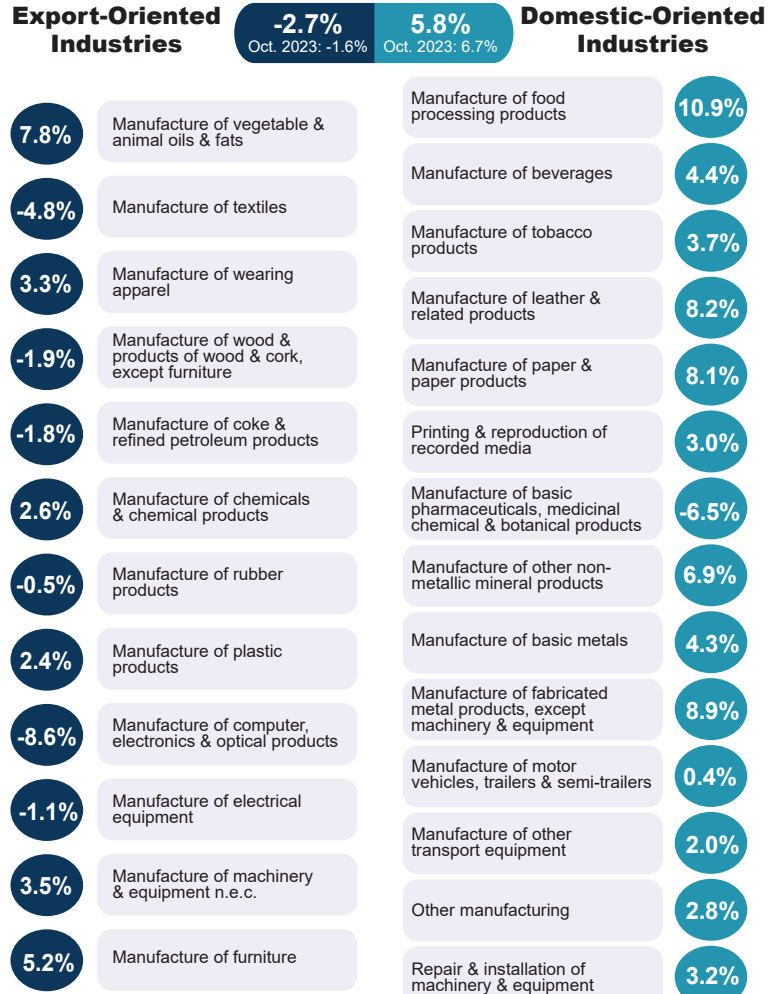 Export-Oriented
Industries
-2.7%
Oct. 2023: -1.6%
5.8%
Oct. 2023: 6.7%
Domestic-Oriented
Industries
7.8%
Manufacture of vegetable &
animal oils & fats
-4.8%
Manufacture of textiles
3.3%
Manufacture of wearing
apparel
-1.9%
Manufacture of wood &
products of wood & cork,
except furniture
-1.8%
Manufacture of coke &
refined petroleum products
2.6%
Manufacture of chemicals
& chemical products
-0.5%
Manufacture of rubber
products
2.4%
Manufacture of plastic
products
-8.6%
Manufacture of computer,
electronics & optical products
-1.1%
Manufacture of electrical
equipment
3.5%
Manufacture of machinery
& equipment n.e.c.
5.2%
Manufacture of furniture
Manufacture of food
processing products
10.9%
Manufacture of beverages
4.4%
Manufacture of tobacco
products
3.7%
Manufacture of leather &
related products
8.2%
Manufacture of paper &
paper products
8.1%
Printing & reproduction of
recorded media
3.0%
Manufacture of basic
pharmaceuticals, medicinal
chemical & botanical products
-6.5%
Manufacture of other non-
metallic mineral products
6.9%
Manufacture of basic metals
4.3%
Manufacture of fabricated
metal products, except
machinery & equipment
8.9%
Manufacture of motor
vehicles, trailers & semi-trailers
0.4%
Manufacture of other
transport equipment
2.0%
Other manufacturing
2.8%
Repair & installation of
machinery & equipment
3.2%